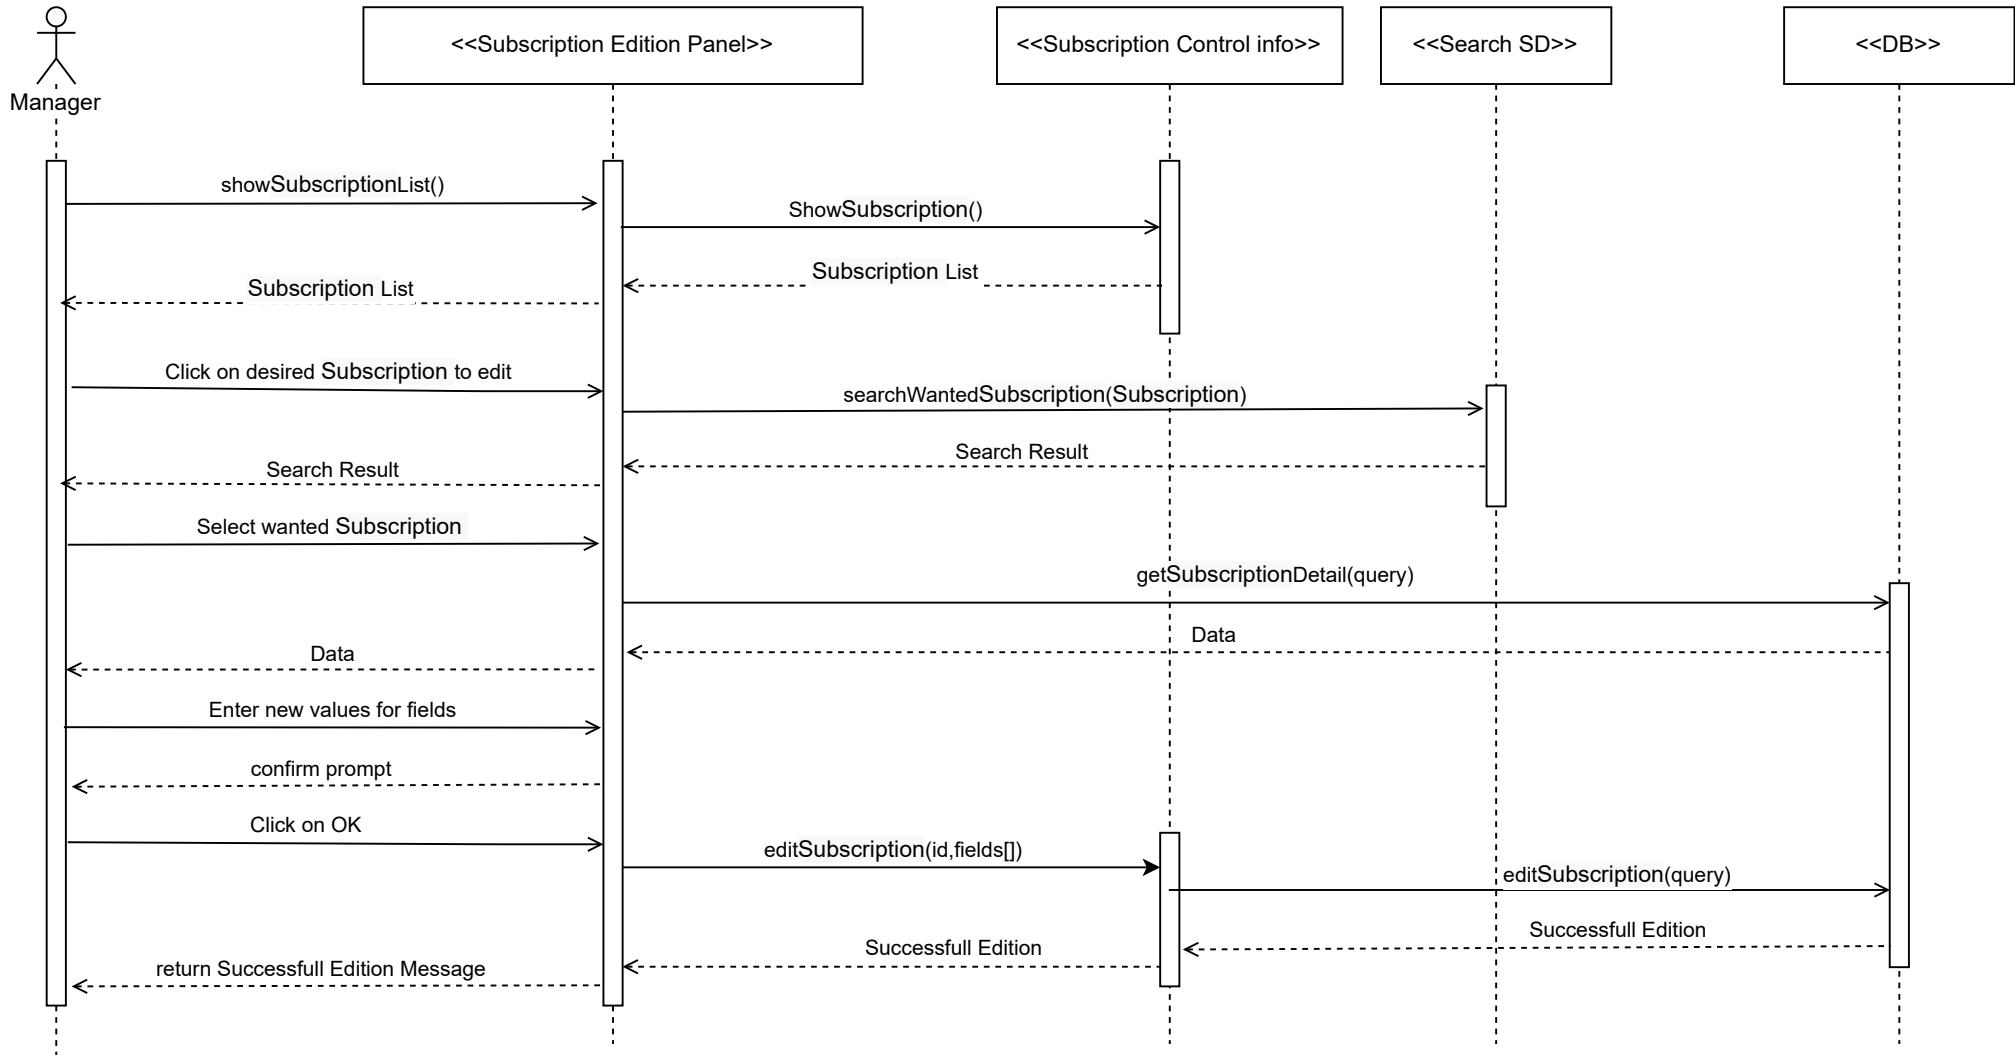 <<Subscription Edition Panel>>
<<Subscription Control info>>
<<Search SD>>
<<DB>>
Manager
showSubscriptionList()
ShowSubscription()
Subscription List
Subscription List
Click on desired Subscription to edit
searchWantedSubscription(Subscription)
Search Result
Search Result
Select wanted Subscription
getSubscriptionDetail(query)
Data
Data
Enter new values for fields
confirm prompt
Click on OK
editSubscription(id,fields[])
editSubscription(query)
Successfull Edition
Successfull Edition
return Successfull Edition Message